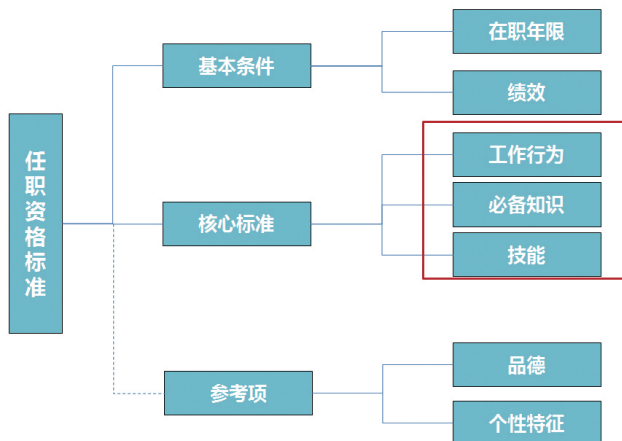 任职资格标准
基本条件
在职年限
绩效
核心标准
工作行为
必备知识
技能
参考项
品德
个性特征